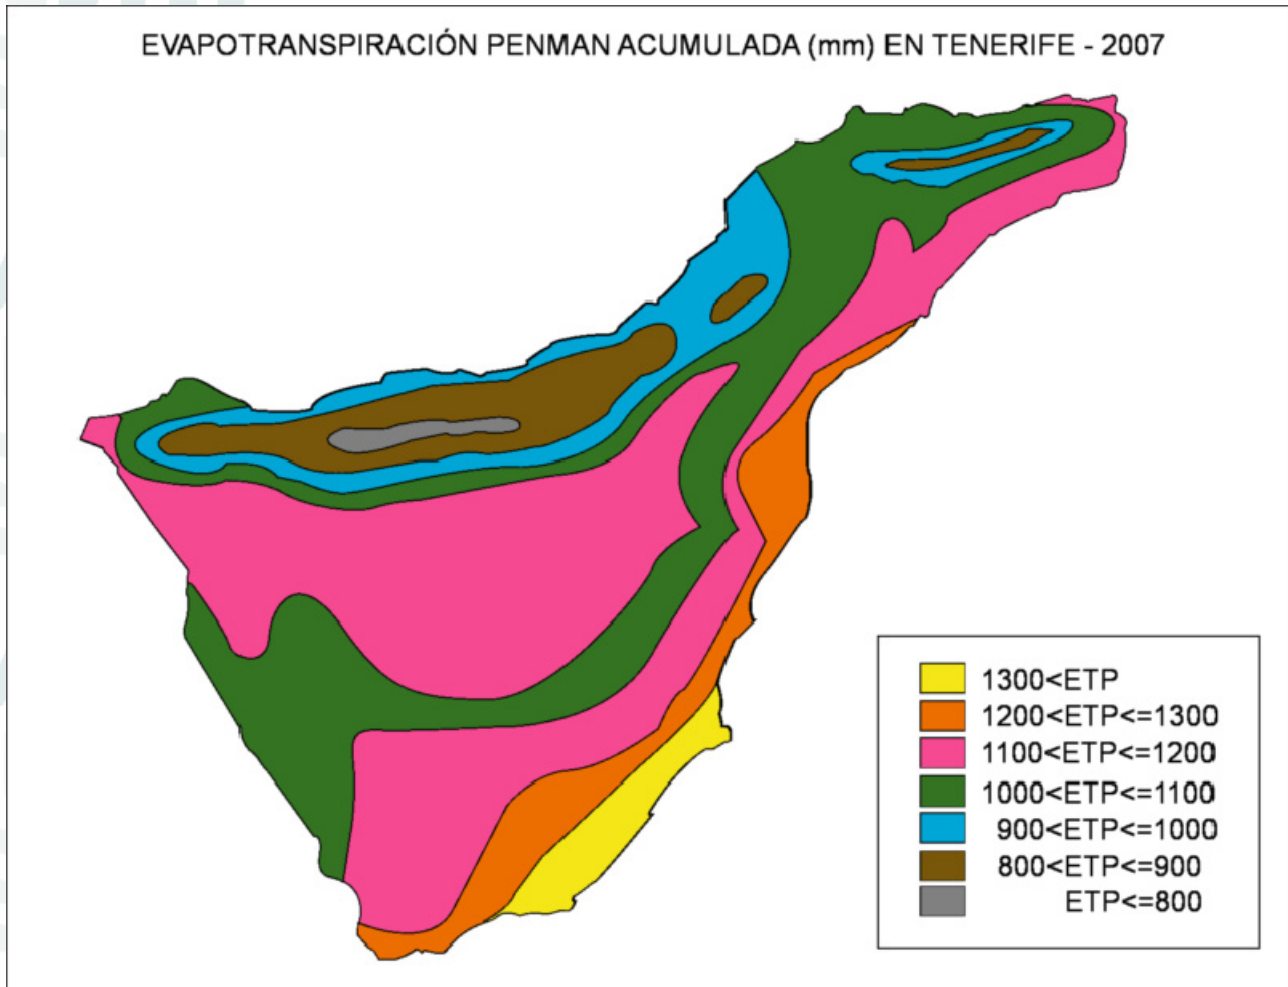 EVAPOTRANSPIRACIÓN PENMAN ACUMULADA (mm) EN TENERIFE - 2007
1300<ETP
1200<ETP<=1300
1100<ETP<=1200
1000<ETP<=1100
900<ETP<=1000
800<ETP<=900
ETP<=800